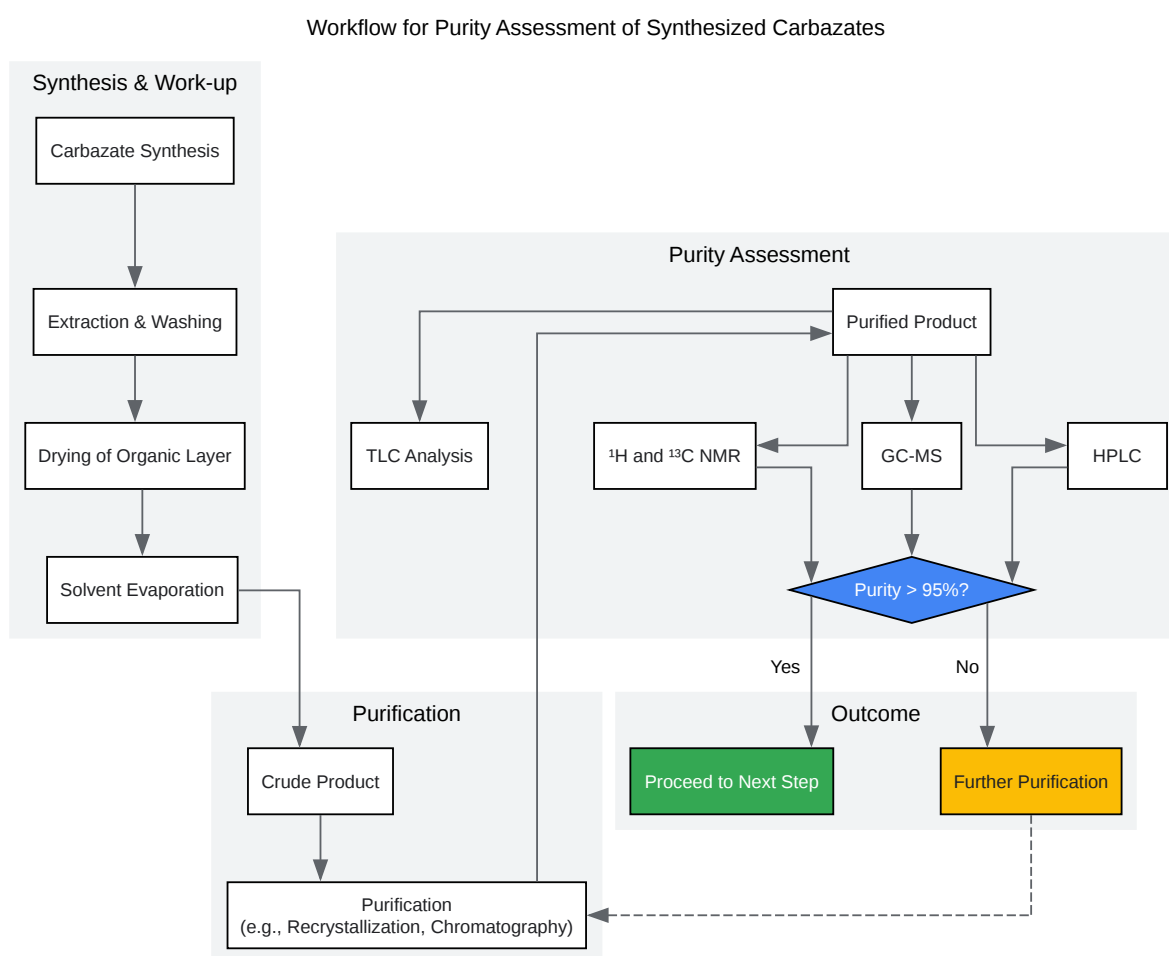 Workflow for Purity Assessment of Synthesized Carbazates
Synthesis & Work-up
Carbazate Synthesis
Extraction & Washing
Drying of Organic Layer
Solvent Evaporation
Purity Assessment
Purified Product
TLC Analysis
¹H and ¹³C NMR
GC-MS
HPLC
Purity > 95%?
Yes
No
Purification
Crude Product
Purification
(e.g., Recrystallization, Chromatography)
Outcome
Proceed to Next Step
Further Purification